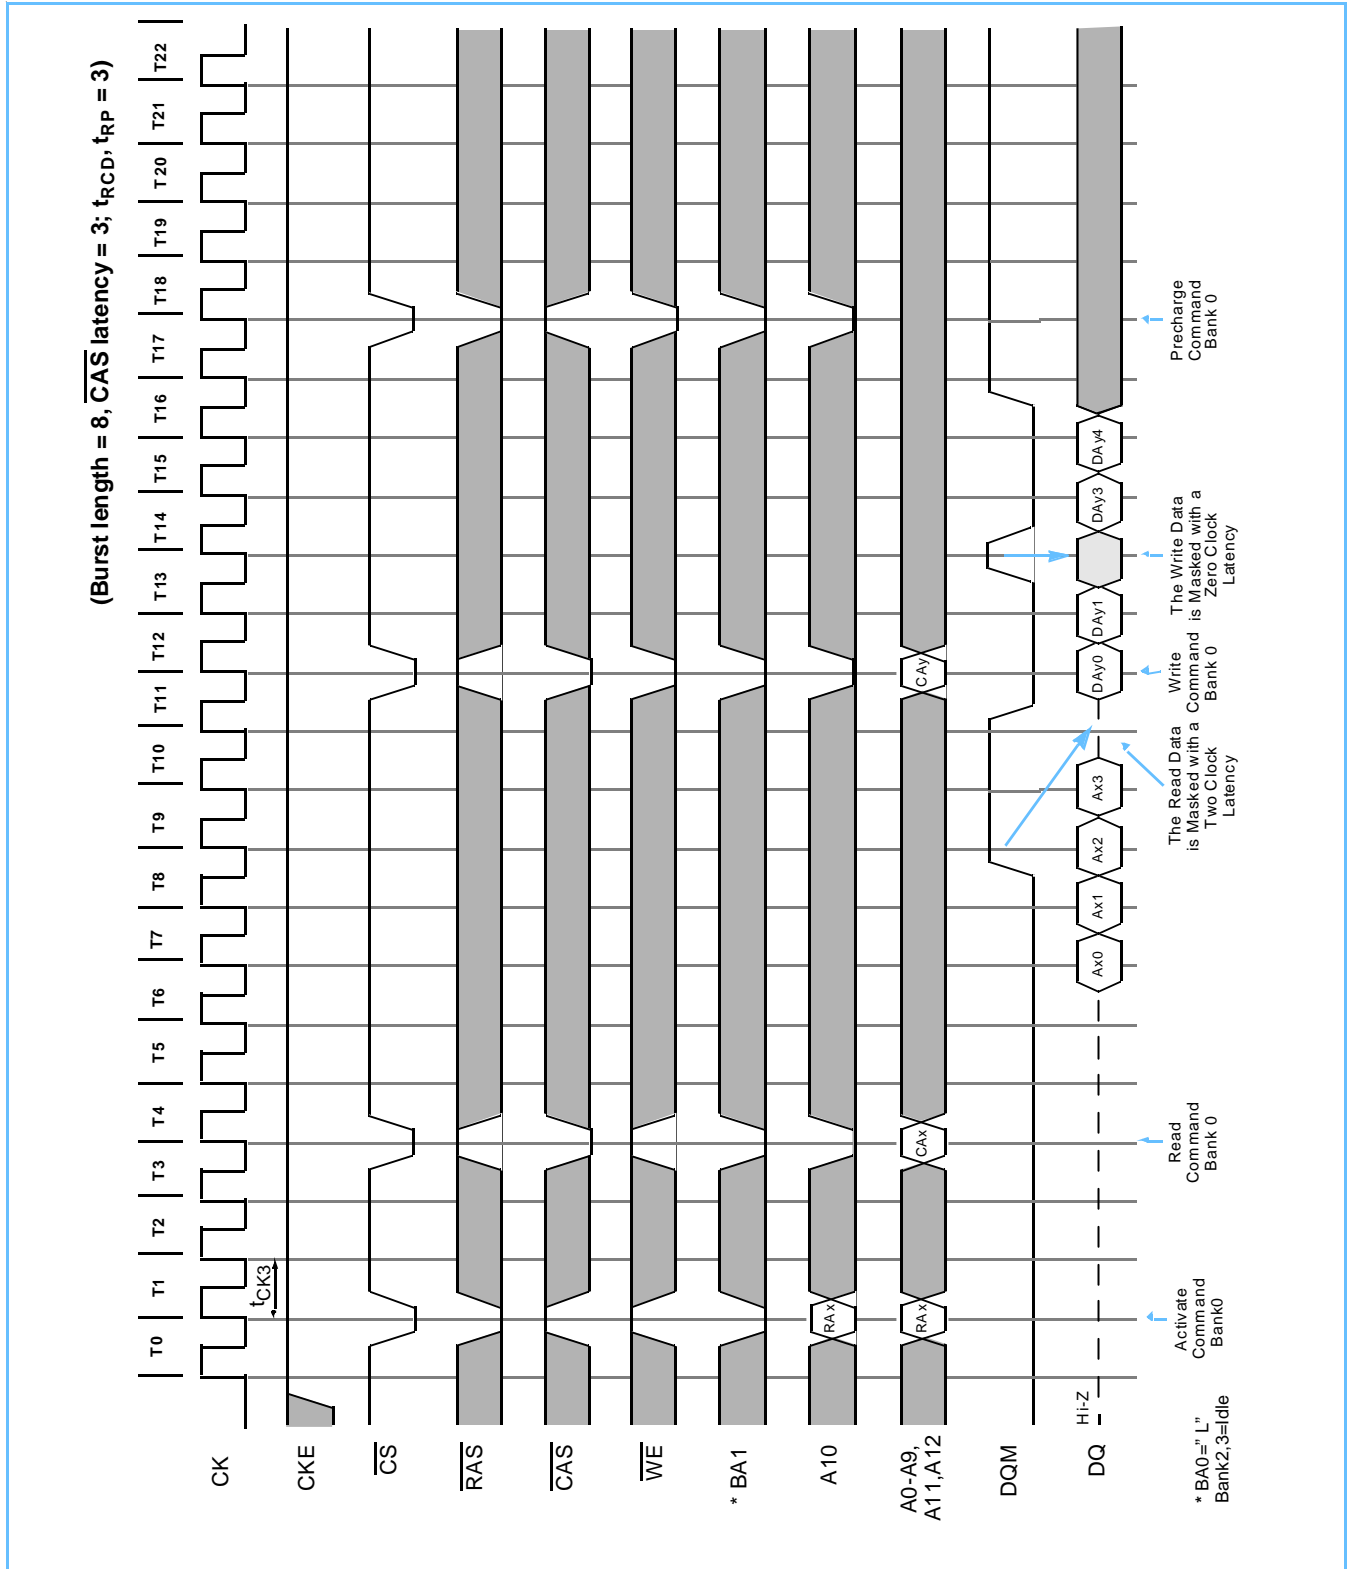 (Burst length = 8, CAS latency = 3; tRCD, tRP = 3)
T0 T1 T2 T3 T4 T5 T6 T7 T8 T9 T10 T11 T12 T13 T14 T15 T16 T17 T18 T19 T20 T21 T22
CK
tCK3
CKE
CS
RAS
CAS
WE
* BA1
A10
RAx
A0-A9,
A11,A12
RAx CAx CAy
DQM
DQ
Hi-Z
Ax0 Ax1 Ax2 Ax3 DAy0 DAy1 DAy3 DAy4
* BA0="L"
Bank2,3=Idle
Activate
Command
Bank0
Read
Command
Bank 0
The Read Data
is Masked with a
Two Clock
Latency
Write
Command
Bank 0
The Write Data
is Masked with a
Zero Clock
Latency
Precharge
Command
Bank 0